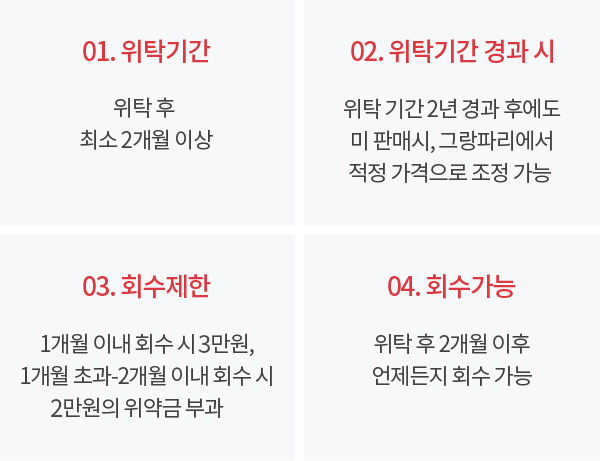 01. 위탁기간
위탁 후
최소 2개월 이상
02. 위탁기간 경과 시
위탁 기간 2년 경과 후에도
미 판매시, 그랑파리에서
적정 가격으로 조정 가능
03. 회수제한
1개월 이내 회수 시 3만원,
1개월 초과-2개월 이내 회수 시
2만원의 위약금 부과
04. 회수가능
위탁 후 2개월 이후
언제든지 회수 가능